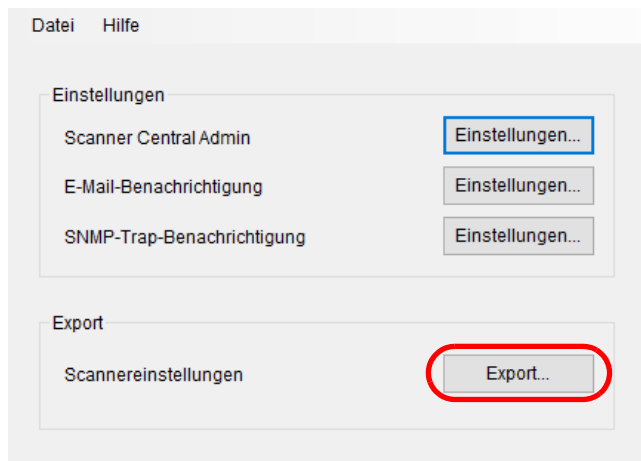 Datei Hilfe
Einstellungen
Scanner Central Admin Einstellungen...
E-Mail-Benachrichtigung Einstellungen...
SNMP-Trap-Benachrichtigung Einstellungen...
Export
Scannereinstellungen Export...